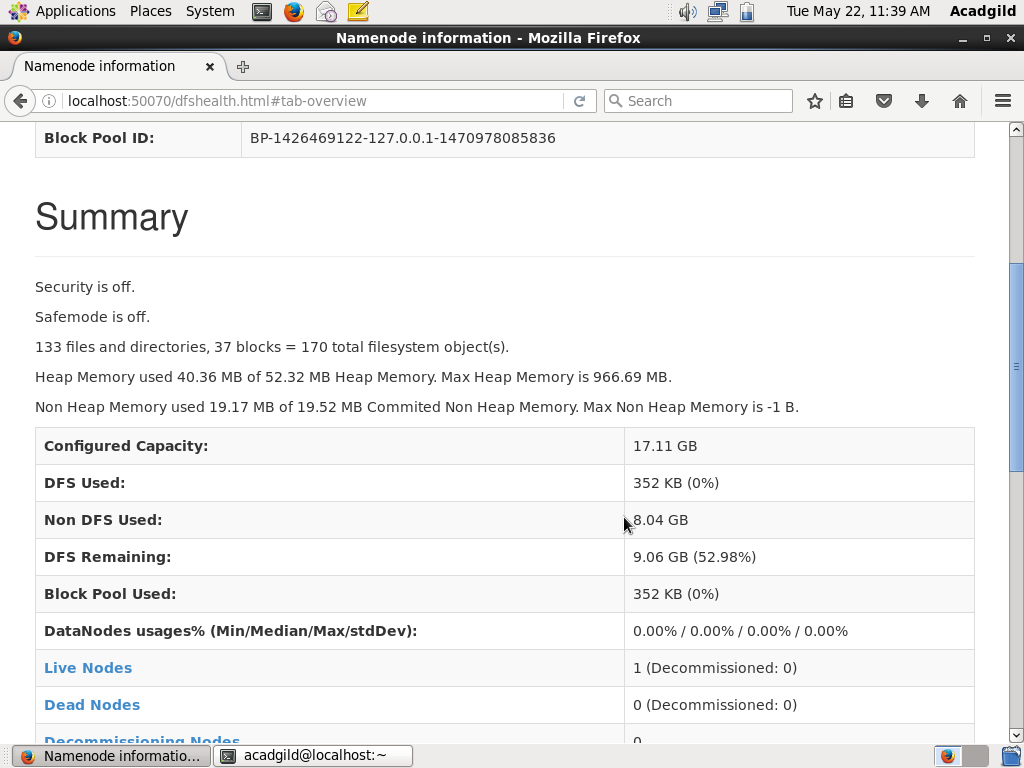 Applications Places System Tue May 22, 11:39 AM Acadgild
Namenode information - Mozilla Firefox
Namenode information
localhost:50070/dfshealth.html#tab-overview Search
Block Pool ID: BP-1426469122-127.0.0.1-1470978085836
Summary
Security is off.
Safemode is off.
133 files and directories, 37 blocks = 170 total filesystem object(s).
Heap Memory used 40.36 MB of 52.32 MB Heap Memory. Max Heap Memory is 966.69 MB.
Non Heap Memory used 19.17 MB of 19.52 MB Commited Non Heap Memory. Max Non Heap Memory is -1 B.
Configured Capacity: 17.11 GB
DFS Used: 352 KB (0%)
Non DFS Used: 8.04 GB
DFS Remaining: 9.06 GB (52.98%)
Block Pool Used: 352 KB (0%)
DataNodes usages% (Min/Median/Max/stdDev): 0.00% / 0.00% / 0.00% / 0.00%
Live Nodes 1 (Decommissioned: 0)
Dead Nodes 0 (Decommissioned: 0)
Decommissioning Nodes 0
Namenode informatio... acadgild@localhost:~